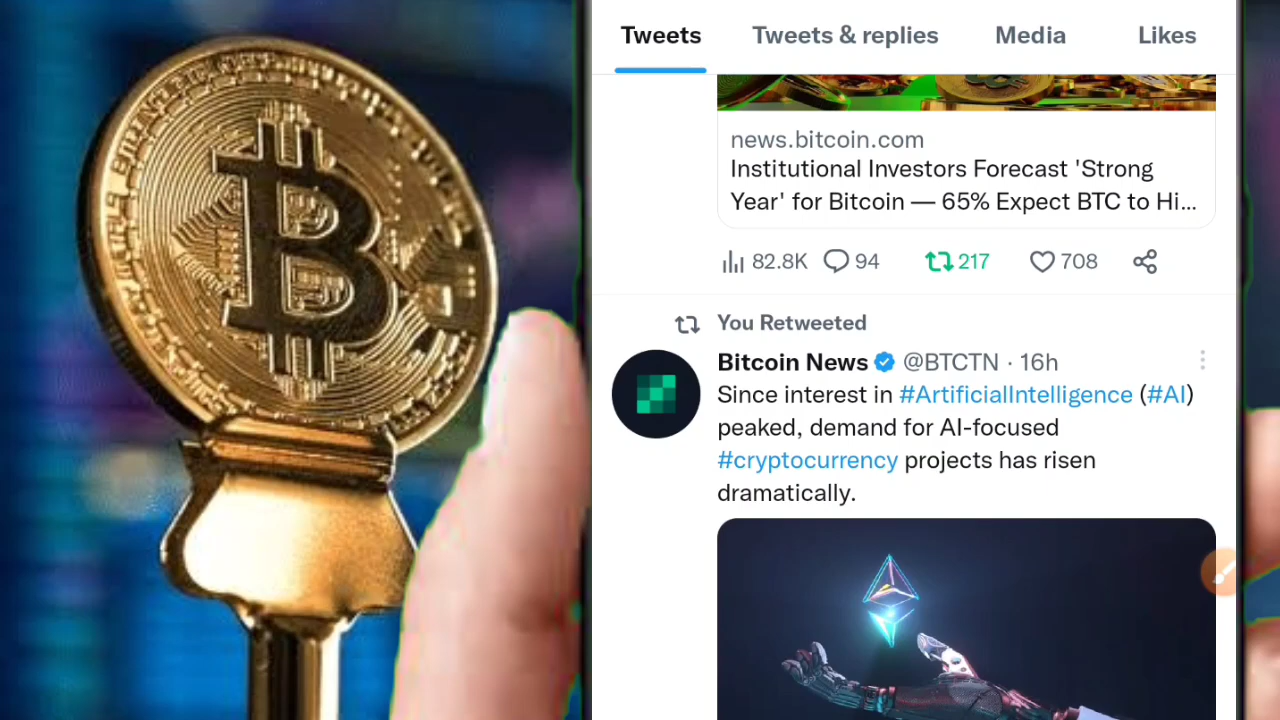 Tweets Tweets & replies Media Likes
news.bitcoin.com
Institutional Investors Forecast 'Strong
Year' for Bitcoin — 65% Expect BTC to Hi...
82.8K 94 217 708
You Retweeted
Bitcoin News @BTCTN · 16h
Since interest in #ArtificialIntelligence (#AI)
peaked, demand for AI-focused
#cryptocurrency projects has risen
dramatically.